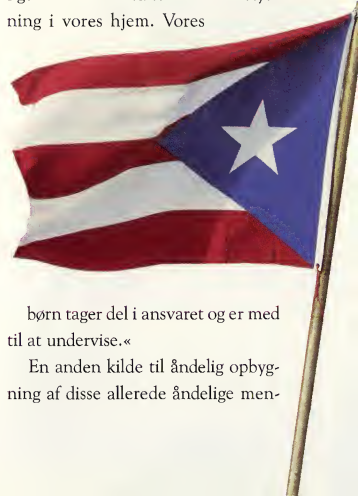 ning i vores hjem. Vores
børn tager del i ansvaret og er med
til at undervise.«
En anden kilde til åndelig opbyg-
ning af disse allerede åndelige men-